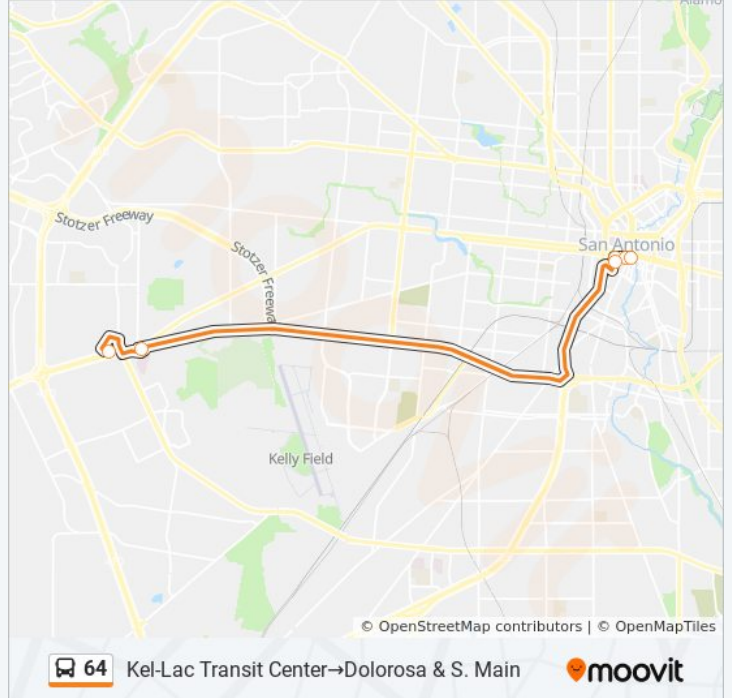 Alamo
Stotzer Freeway
Stotzer Freeway
San Antonio
Kelly Field
© OpenStreetMap contributors | © OpenMapTiles
64 Kel-Lac Transit Center→Dolorosa & S. Main
moovit